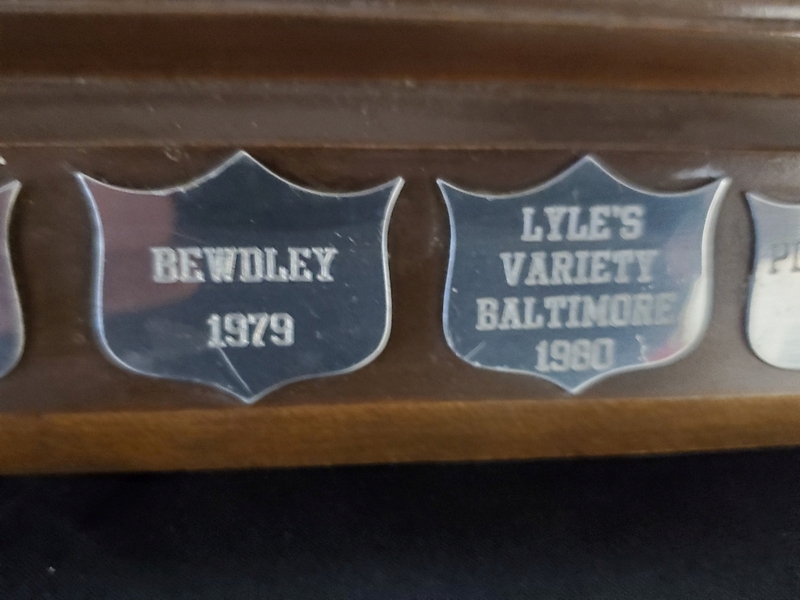 BEWDLEY
1979
LYLE'S
VARIETY
BALTIMORE
1980